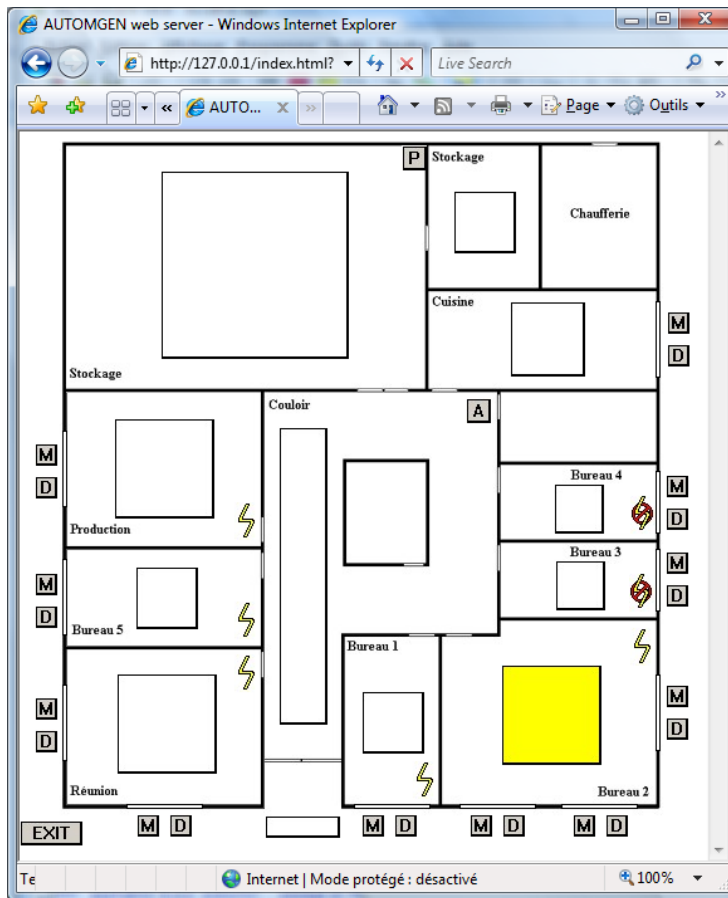 AUTOMGEN web server - Windows Internet Explorer
http://127.0.0.1/index.html?
Live Search
AUTO...
Page
Outils
P
Stockage
Chaufferie
Cuisine
M
D
Stockage
Couloir
A
M
D
Bureau 4
M
D
Production
Bureau 3
M
D
M
D
Bureau 5
Bureau 1
M
D
M
D
Réunion
Bureau 2
EXIT
M D
M D
M D
M D
Te
Internet | Mode protégé : désactivé
100%